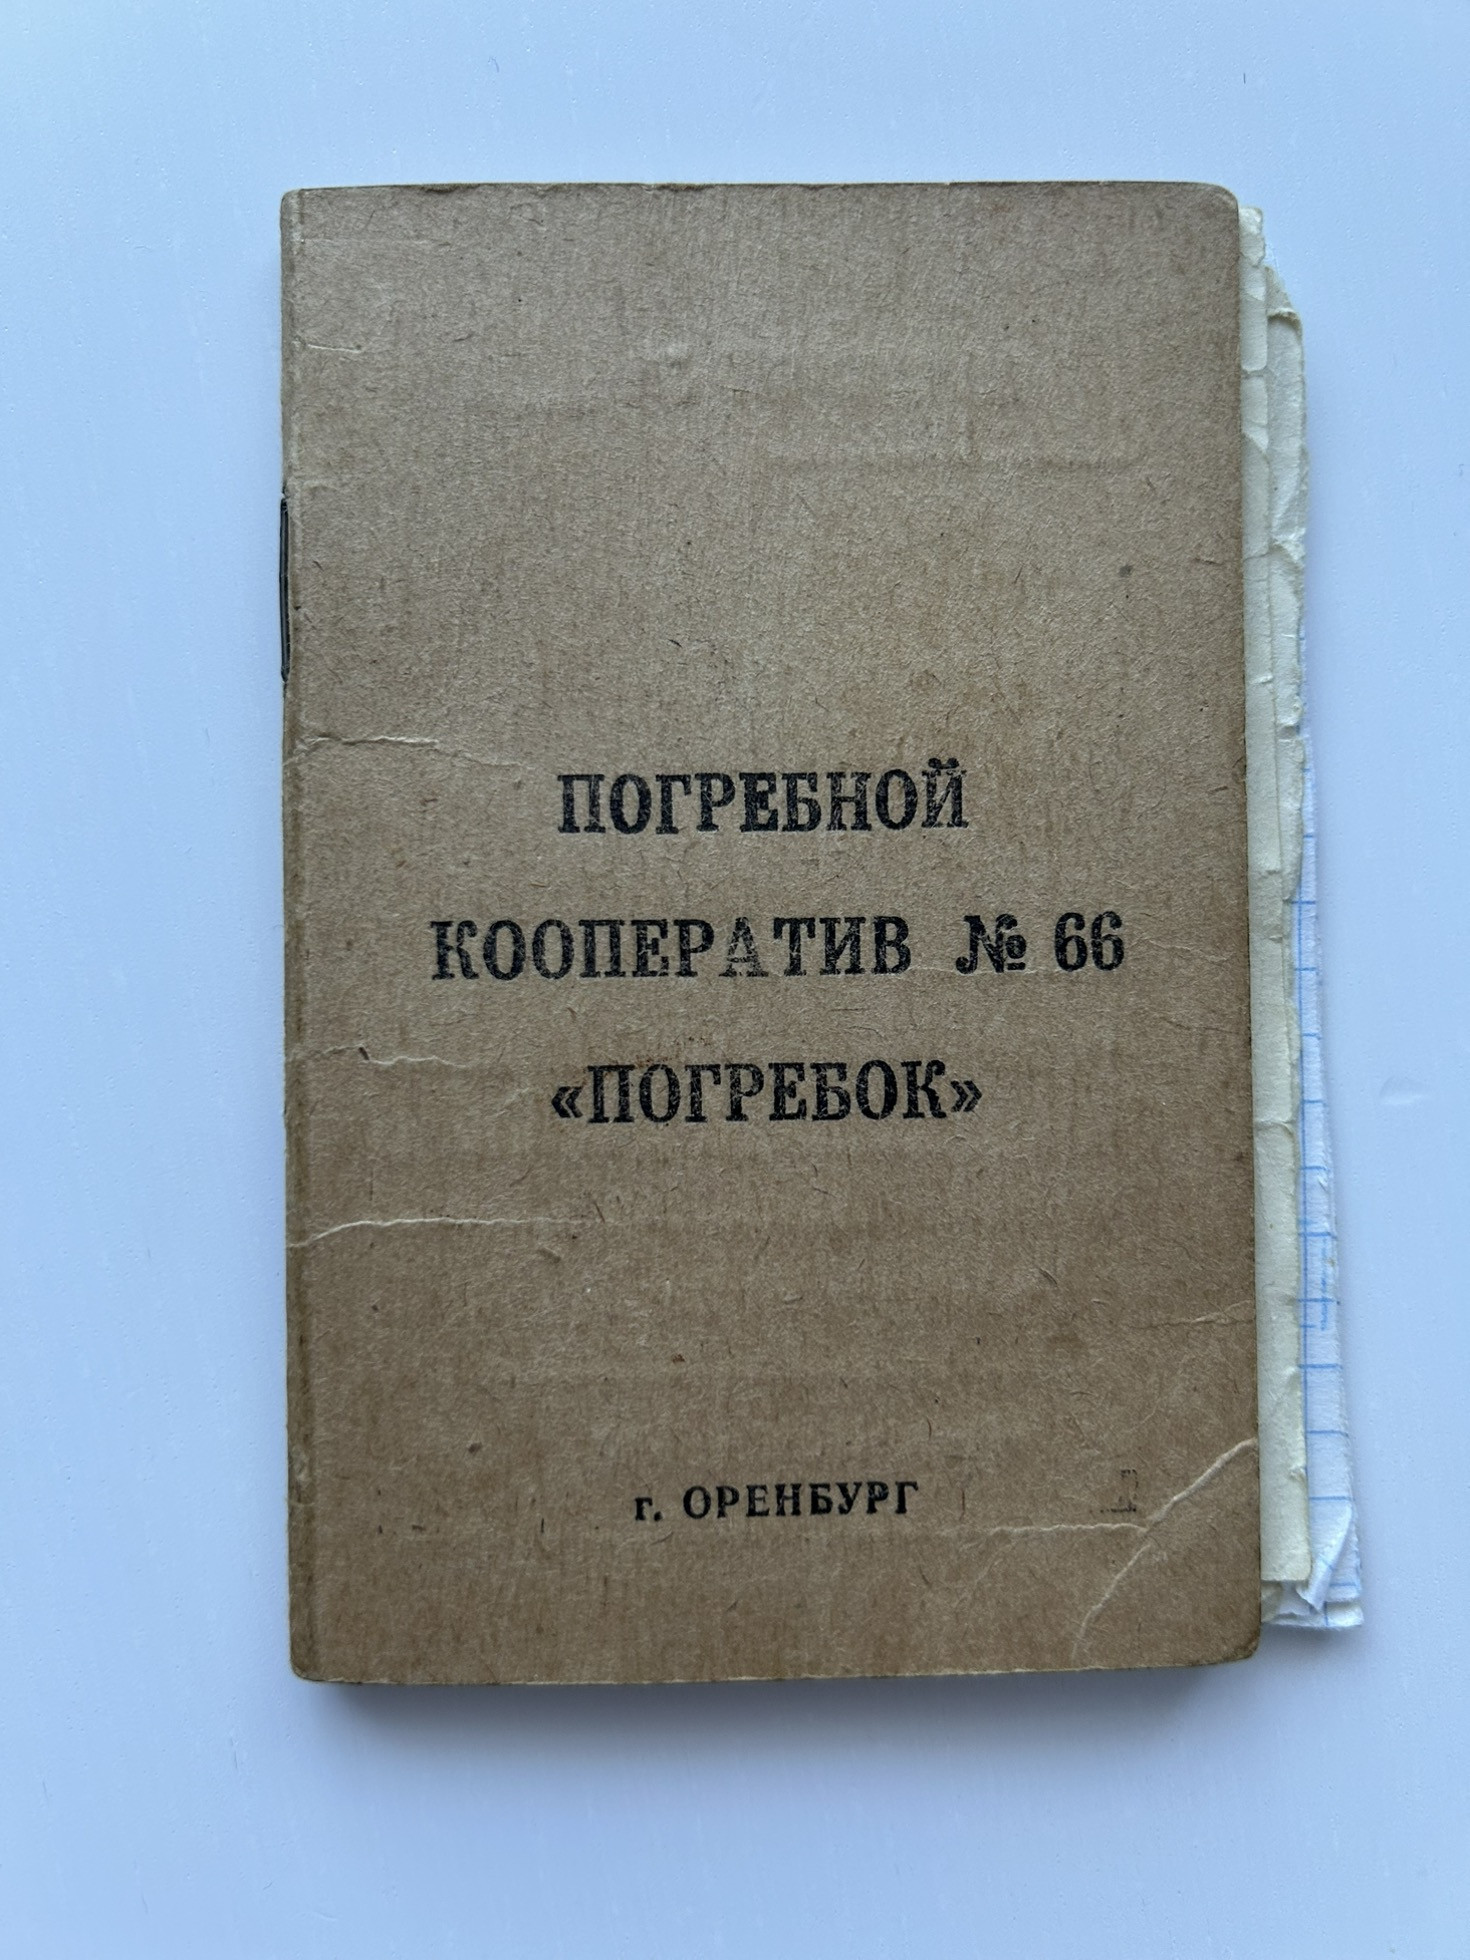 ПОГРЕБНОЙ
КООПЕРАТИВ № 66
«ПОГРЕБОК»
г. ОРЕНБУРГ